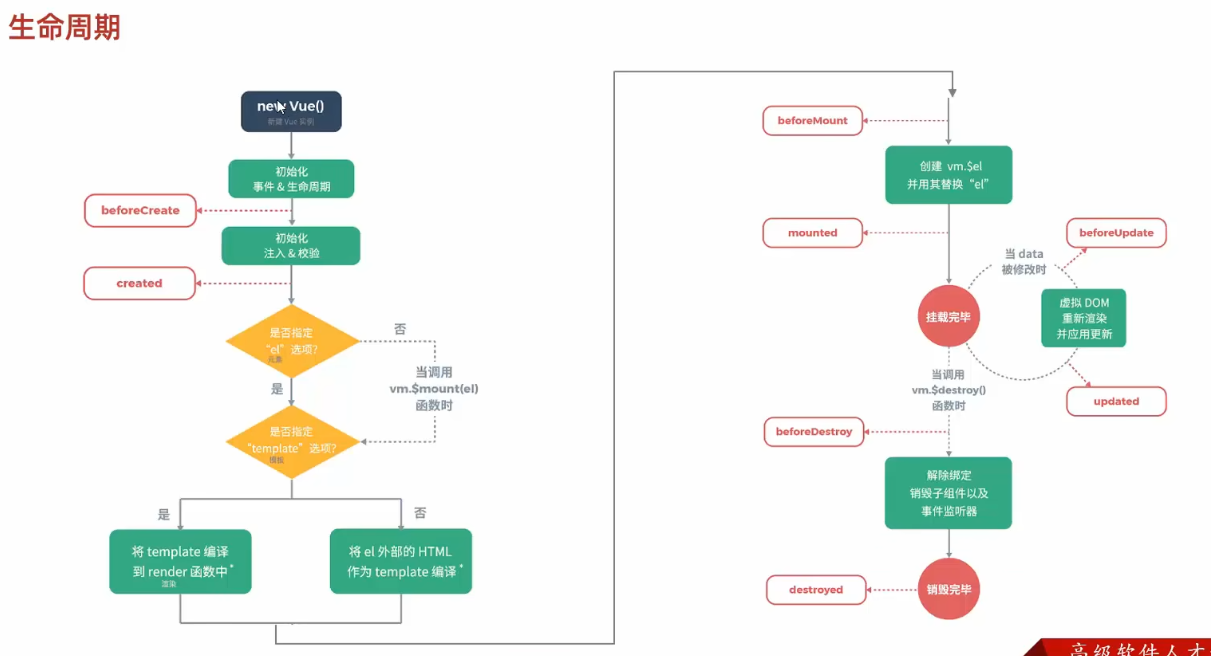 生命周期
new Vue()
新建 Vue 实例
初始化
事件 & 生命周期
beforeCreate
初始化
注入 & 校验
created
是否指定
“el” 选项?
元素
否
当调用
vm.$mount(el)
函数时
是
是否指定
“template” 选项?
模板
是
否
将 template 编译
到 render 函数中*
渲染
将 el 外部的 HTML
作为 template 编译*
beforeMount
创建 vm.$el
并用其替换 “el”
mounted
beforeUpdate
当 data
被修改时
挂载完毕
虚拟 DOM
重新渲染
并应用更新
updated
当调用
vm.$destroy()
函数时
beforeDestroy
解除绑定
销毁子组件以及
事件监听器
销毁完毕
destroyed
高级软件人才